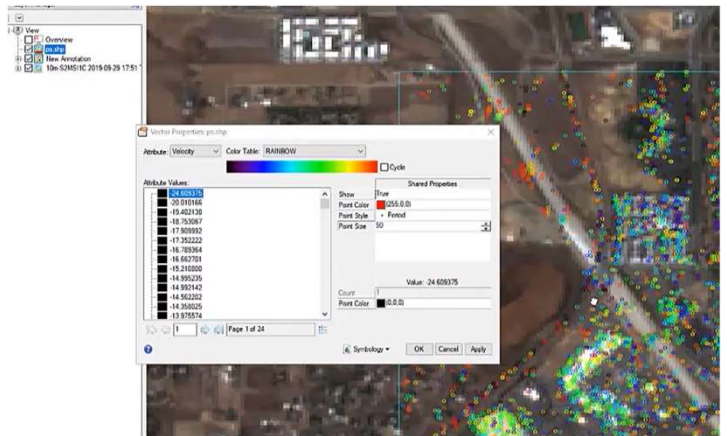 View
Overview
ps.shp
New Annotation
10m-S2MSI1C 2019-09-29 17:51
Vector Properties: ps.shp
Attribute: Velocity Color Table: RAINBOW
Cycle
Attribute Values:
-24.609375
-20.010166
-19.402130
-18.753067
-17.909992
-17.352222
-16.789364
-16.662701
-15.210000
-14.995235
-14.892142
-14.562202
-14.358025
-13.975574
Shared Properties
Show True
Point Color (255,0,0)
Point Style Period
Point Size 50
Value: -24.609375
Count 1
Point Color (0,0,0)
1 Page 1 of 24
Symbology OK Cancel Apply